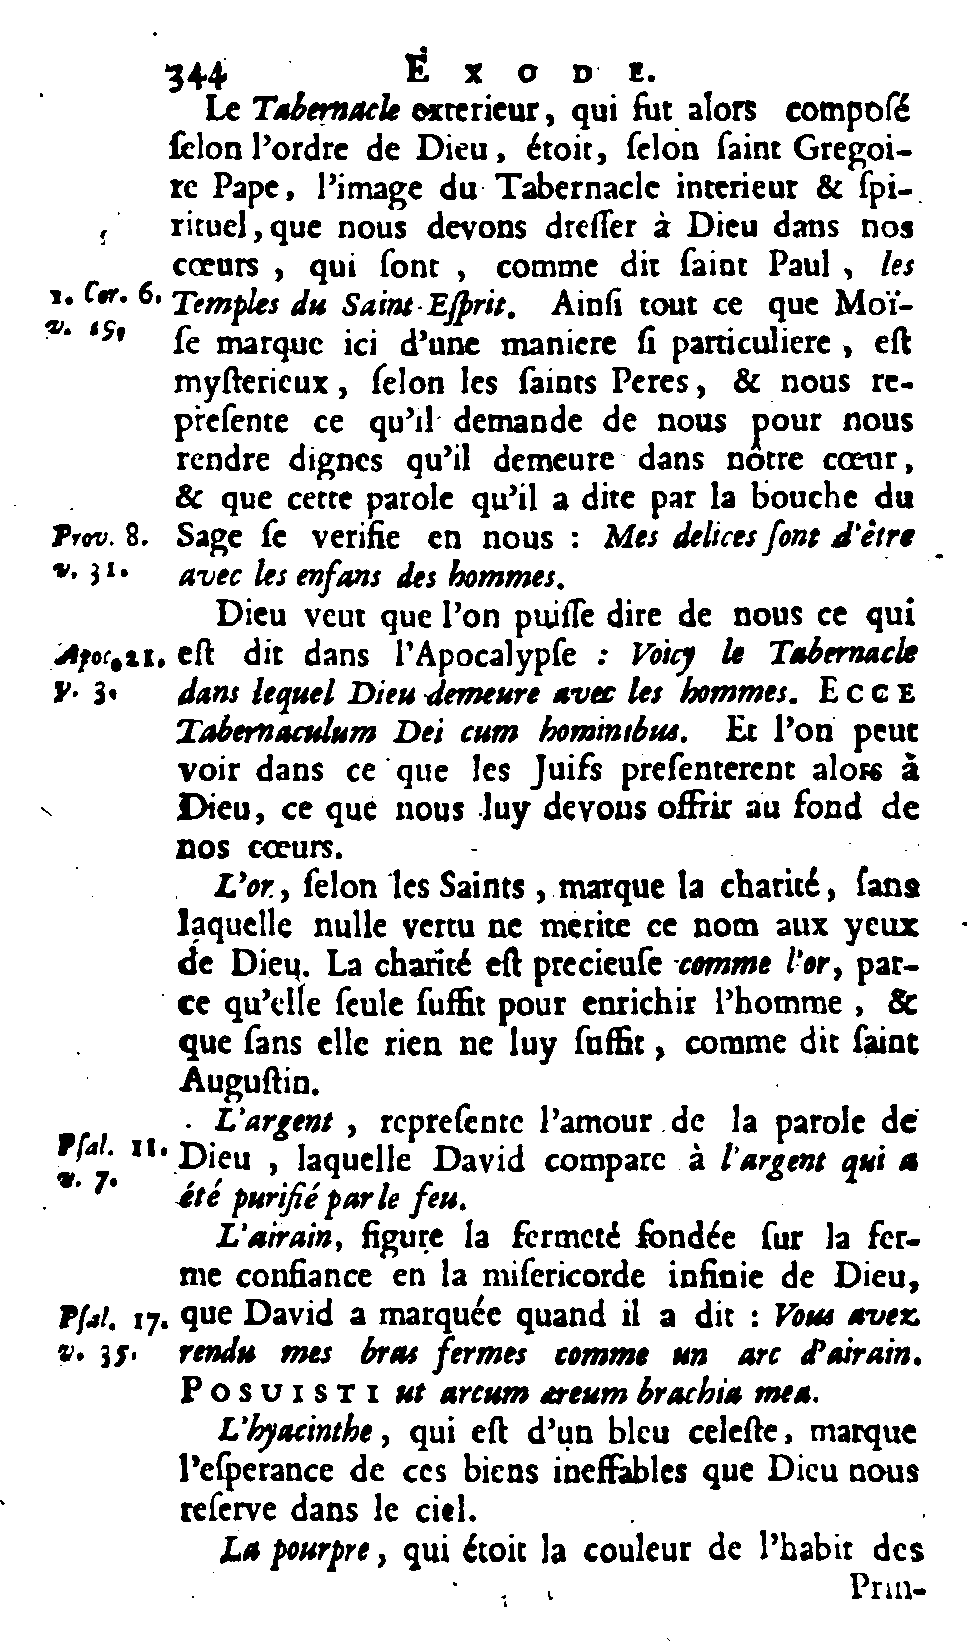 344 ÉXODE.
Le Tabernacle exterieur, qui fut alors composé
ſelon l'ordre de Dieu, étoit, ſelon ſaint Gregoi-
re Pape, l'image du Tabernacle interieur & ſpi-
rituel, que nous devons dreſſer à Dieu dans nos
cœurs, qui ſont, comme dit ſaint Paul, les
1. Cor. 6. Temples du Saint-Eſprit. Ainſi tout ce que Moï-
v. 19. ſe marque ici d'une maniere ſi particuliere, eſt
myſterieux, ſelon les ſaints Peres, & nous re-
preſente ce qu'il demande de nous pour nous
rendre dignes qu'il demeure dans nôtre cœur,
& que cette parole qu'il a dite par la bouche du
Prov. 8. Sage ſe verifie en nous : Mes delices ſont d'être
v. 31. avec les enfans des hommes.
Dieu veut que l'on puiſſe dire de nous ce qui
Apoc. 21. eſt dit dans l'Apocalypſe : Voicy le Tabernacle
v. 3. dans lequel Dieu demeure avec les hommes. ECCE
Tabernaculum Dei cum hominibus. Et l'on peut
voir dans ce que les Juifs preſenterent alors à
Dieu, ce que nous luy devons offrir au fond de
nos cœurs.
L'or, ſelon les Saints, marque la charité, ſans
laquelle nulle vertu ne merite ce nom aux yeux
de Dieu. La charité eſt precieuſe comme l'or, par-
ce qu'elle ſeule ſuffit pour enrichir l'homme, &
que ſans elle rien ne luy ſuffit, comme dit ſaint
Auguſtin.
L'argent, repreſente l'amour de la parole de
Pſal. 11. Dieu, laquelle David compare à l'argent qui a
v. 7. été purifié par le feu.
L'airain, figure la fermeté fondée ſur la fer-
me confiance en la miſericorde infinie de Dieu,
Pſal. 17. que David a marquée quand il a dit : Vous avez
v. 35. rendu mes bras fermes comme un arc d'airain.
POSUISTI ut arcum æreum brachia mea.
L'hyacinthe, qui eſt d'un bleu celeſte, marque
l'eſperance de ces biens ineffables que Dieu nous
reſerve dans le ciel.
La pourpre, qui étoit la couleur de l'habit des
Prin-